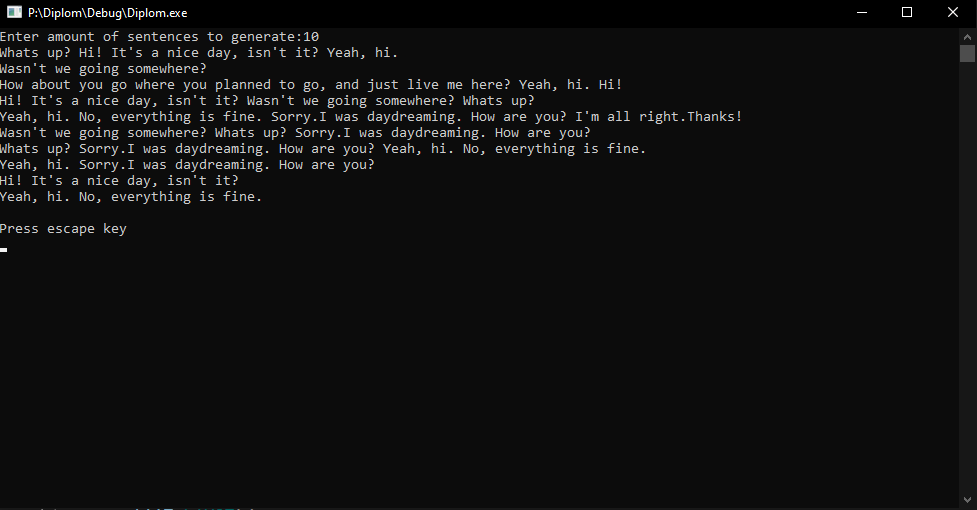 P:\Diplom\Debug\Diplom.exe
Enter amount of sentences to generate:10
Whats up? Hi! It's a nice day, isn't it? Yeah, hi.
Wasn't we going somewhere?
How about you go where you planned to go, and just live me here? Yeah, hi. Hi!
Hi! It's a nice day, isn't it? Wasn't we going somewhere? Whats up?
Yeah, hi. No, everything is fine. Sorry.I was daydreaming. How are you? I'm all right.Thanks!
Wasn't we going somewhere? Whats up? Sorry.I was daydreaming. How are you?
Whats up? Sorry.I was daydreaming. How are you? Yeah, hi. No, everything is fine.
Yeah, hi. Sorry.I was daydreaming. How are you?
Hi! It's a nice day, isn't it?
Yeah, hi. No, everything is fine.
Press escape key